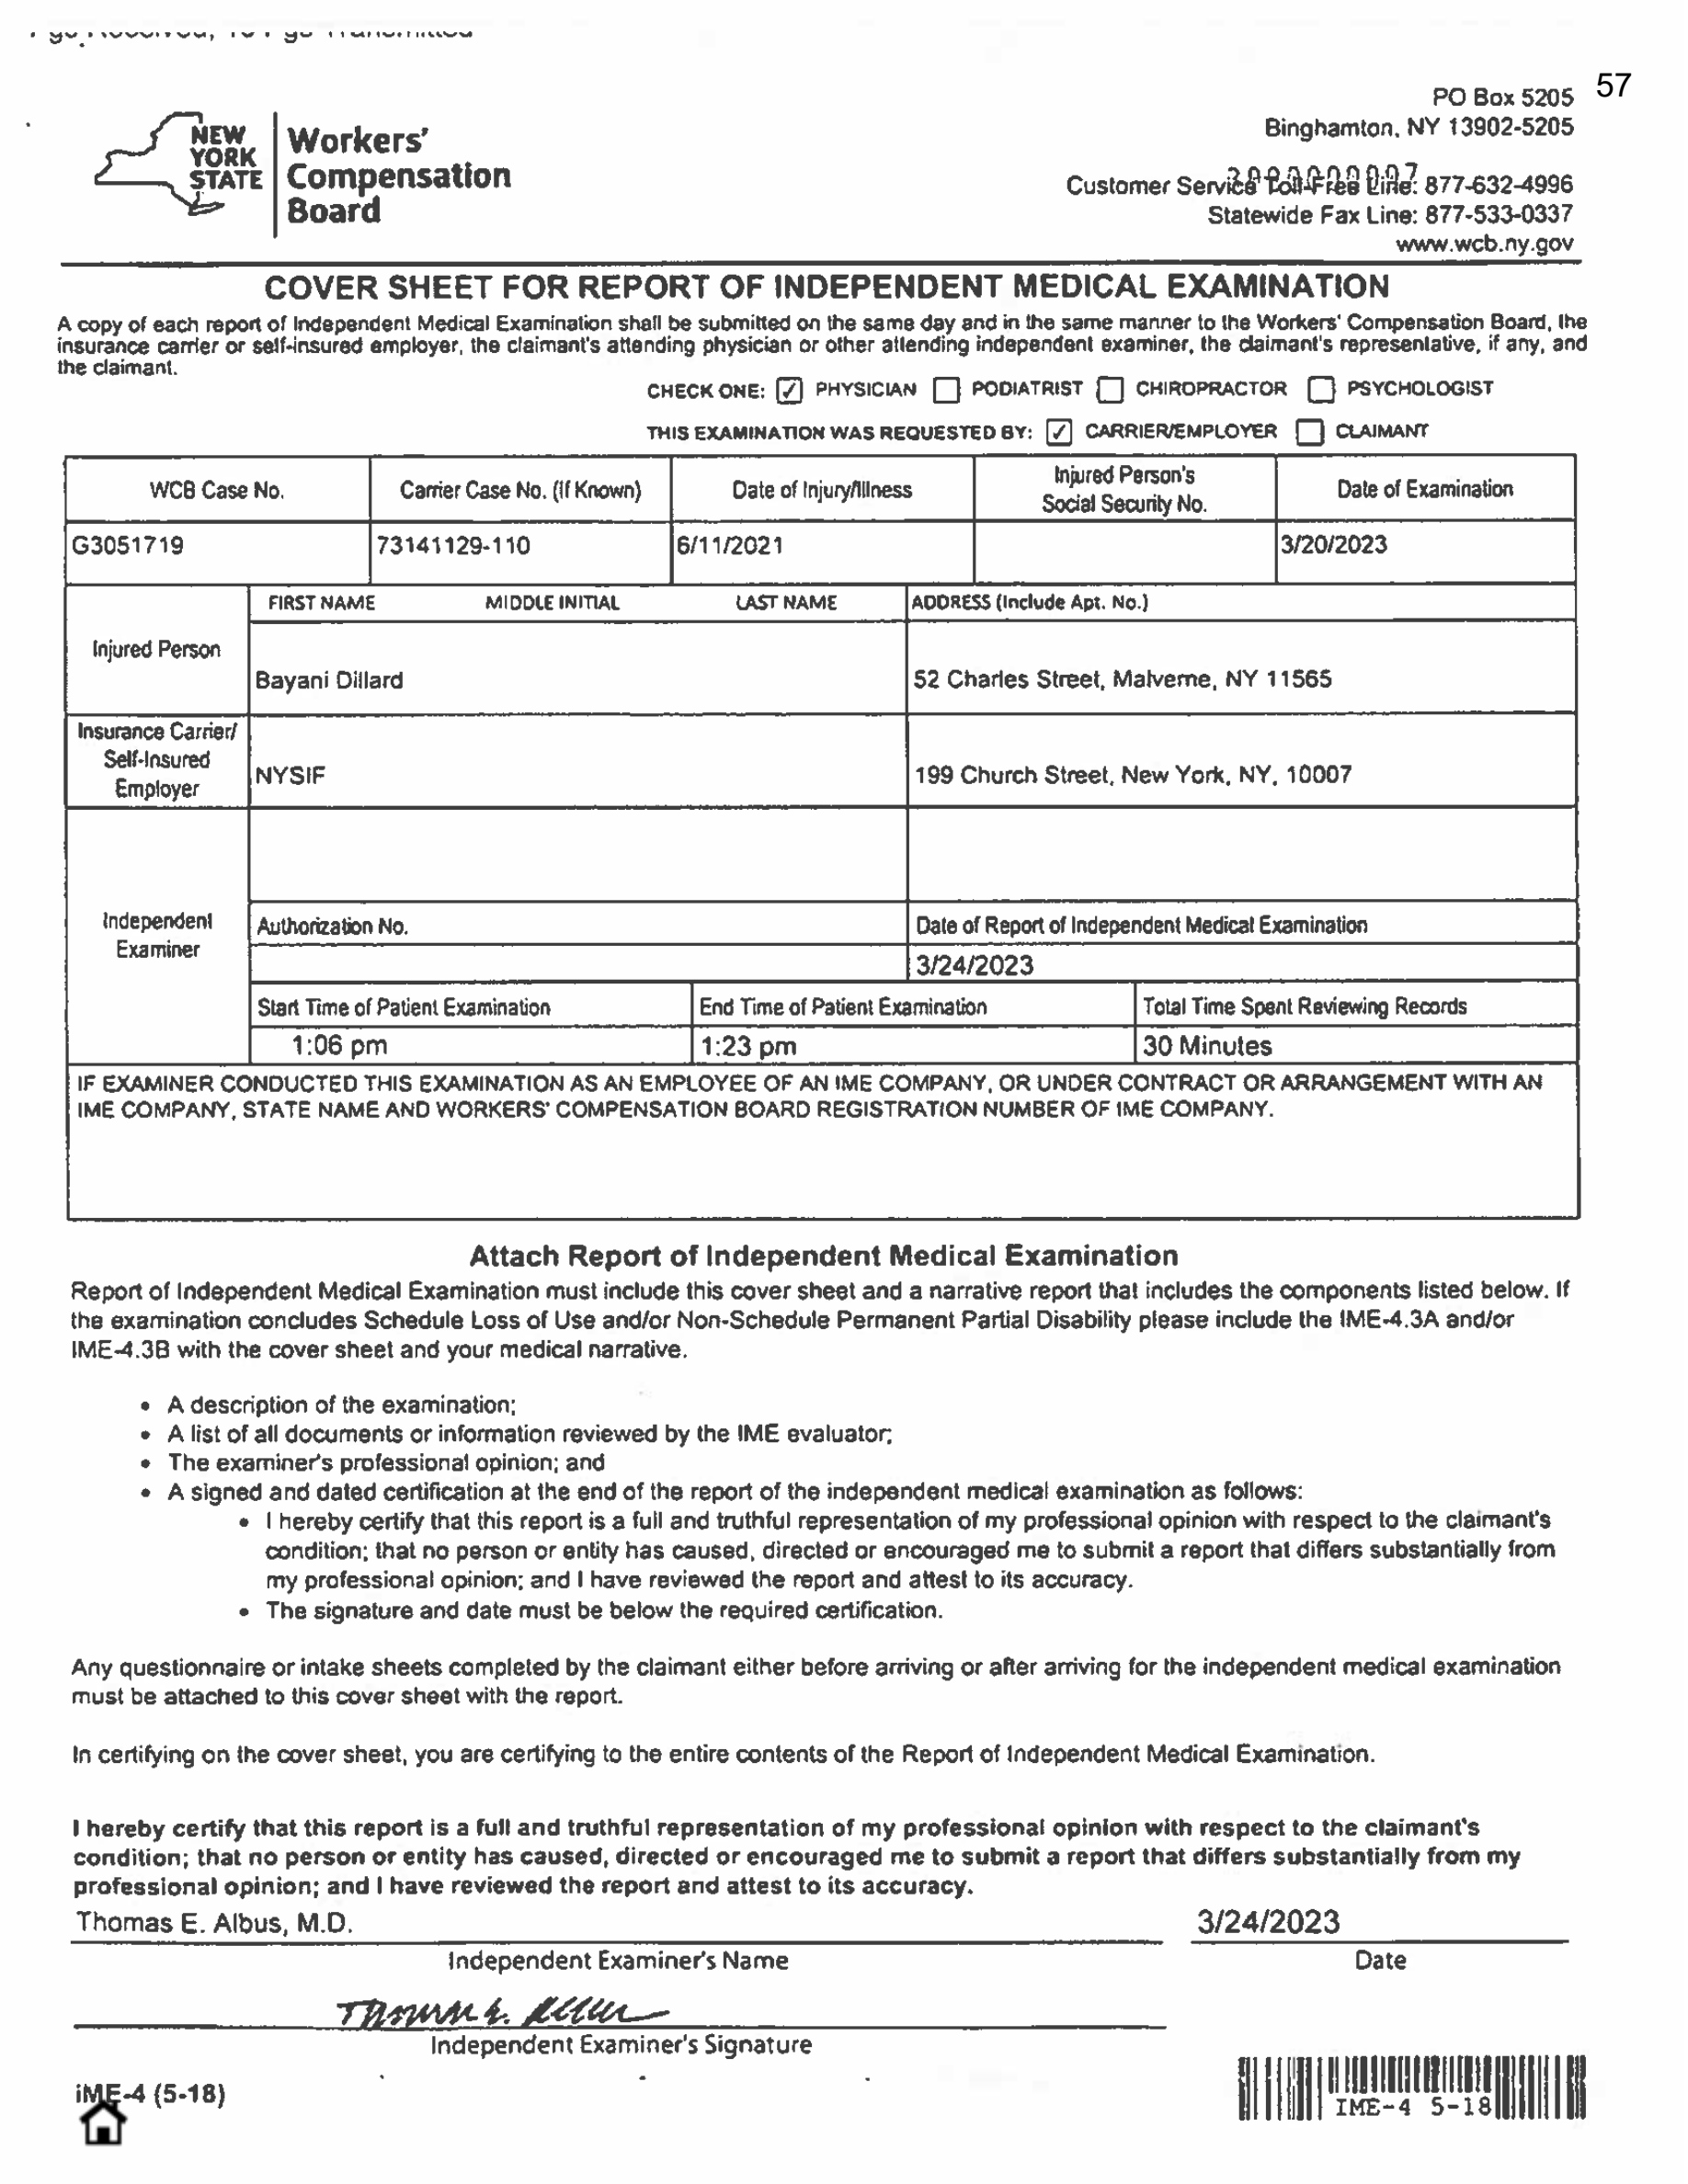 57
PO Box 5205
Binghamton, NY 13902-5205
NEW
YORK
STATE
Workers'
Compensation
Board
Customer Service Toll-Free Line: 877-632-4996
Statewide Fax Line: 877-533-0337
www.wcb.ny.gov
COVER SHEET FOR REPORT OF INDEPENDENT MEDICAL EXAMINATION
A copy of each report of Independent Medical Examination shall be submitted on the same day and in the same manner to the Workers' Compensation Board, the
insurance carrier or self-insured employer, the claimant's attending physician or other attending independent examiner, the claimant's representative, if any, and
the claimant.
CHECK ONE: ✓ PHYSICIAN PODIATRIST CHIROPRACTOR PSYCHOLOGIST
THIS EXAMINATION WAS REQUESTED BY: ✓ CARRIER/EMPLOYER CLAIMANT
WCB Case No. Carrier Case No. (If Known) Date of Injury/Illness Injured Person's Social Security No. Date of Examination
G3051719 73141129-110 6/11/2021 3/20/2023
FIRST NAME MIDDLE INITIAL LAST NAME ADDRESS (Include Apt. No.)
Injured Person
Bayani Dillard 52 Charles Street, Malverne, NY 11565
Insurance Carrier/
Self-Insured
Employer
NYSIF 199 Church Street, New York, NY, 10007
Independent
Examiner
Authorization No. Date of Report of Independent Medical Examination
3/24/2023
Start Time of Patient Examination End Time of Patient Examination Total Time Spent Reviewing Records
1:06 pm 1:23 pm 30 Minutes
IF EXAMINER CONDUCTED THIS EXAMINATION AS AN EMPLOYEE OF AN IME COMPANY, OR UNDER CONTRACT OR ARRANGEMENT WITH AN
IME COMPANY, STATE NAME AND WORKERS' COMPENSATION BOARD REGISTRATION NUMBER OF IME COMPANY.
Attach Report of Independent Medical Examination
Report of Independent Medical Examination must include this cover sheet and a narrative report that includes the components listed below. If
the examination concludes Schedule Loss of Use and/or Non-Schedule Permanent Partial Disability please include the IME-4.3A and/or
IME-4.3B with the cover sheet and your medical narrative.
• A description of the examination;
• A list of all documents or information reviewed by the IME evaluator;
• The examiner's professional opinion; and
• A signed and dated certification at the end of the report of the independent medical examination as follows:
• I hereby certify that this report is a full and truthful representation of my professional opinion with respect to the claimant's
condition; that no person or entity has caused, directed or encouraged me to submit a report that differs substantially from
my professional opinion; and I have reviewed the report and attest to its accuracy.
• The signature and date must be below the required certification.
Any questionnaire or intake sheets completed by the claimant either before arriving or after arriving for the independent medical examination
must be attached to this cover sheet with the report.
In certifying on the cover sheet, you are certifying to the entire contents of the Report of Independent Medical Examination.
I hereby certify that this report is a full and truthful representation of my professional opinion with respect to the claimant's
condition; that no person or entity has caused, directed or encouraged me to submit a report that differs substantially from my
professional opinion; and I have reviewed the report and attest to its accuracy.
Thomas E. Albus, M.D. 3/24/2023
Independent Examiner's Name Date
Independent Examiner's Signature
iME-4 (5-18)
IME-4 5-18